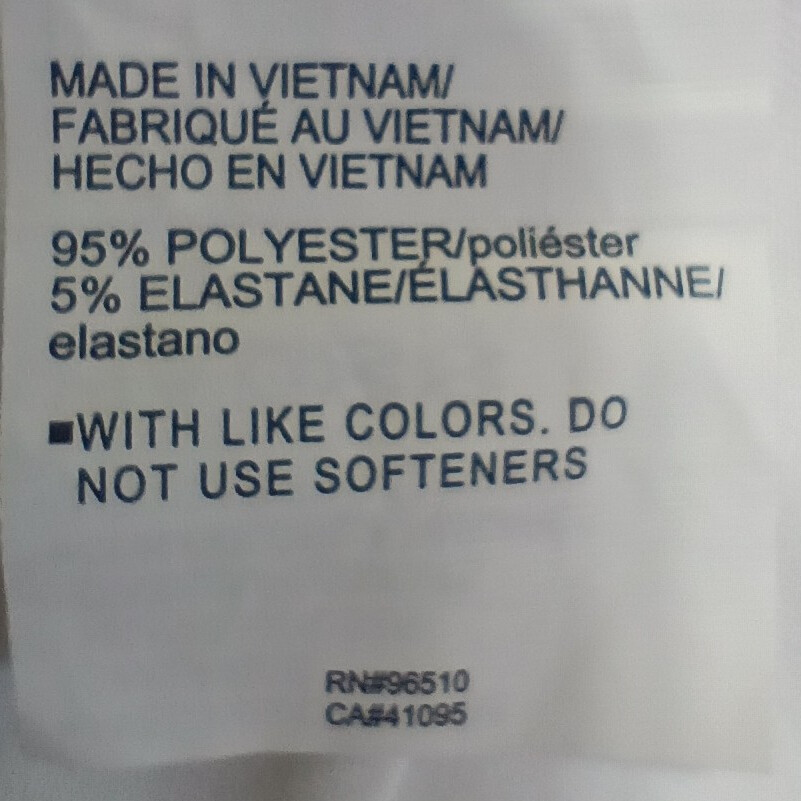 MADE IN VIETNAM/
FABRIQUÉ AU VIETNAM/
HECHO EN VIETNAM
95% POLYESTER/poliéster
5% ELASTANE/ÉLASTHANNE/
elastano
■WITH LIKE COLORS. DO
NOT USE SOFTENERS
RN#96510
CA#41095